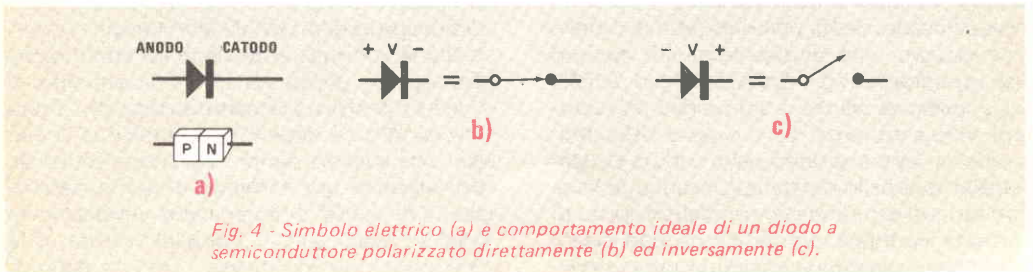 ANODO CATODO
+ V -
- V +
=
=
P N
a)
b)
c)
Fig. 4 - Simbolo elettrico (a) e comportamento ideale di un diodo a
semiconduttore polarizzato direttamente (b) ed inversamente (c).